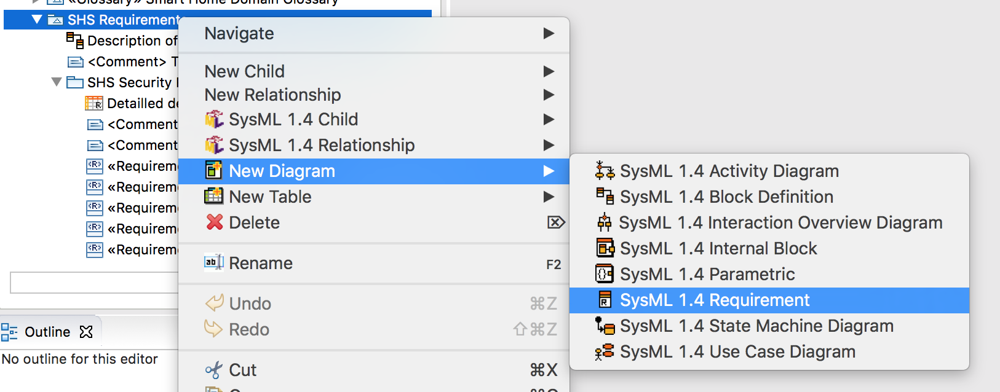 «Glossary» Smart Home Domain Glossary
SHS Requirement
Description of
<Comment> T
SHS Security
Detailled de
<Comment
<Comment
«Requirem
«Requirem
«Requirem
«Requirem
«Requirem
Outline
No outline for this editor
Navigate
New Child
New Relationship
SysML 1.4 Child
SysML 1.4 Relationship
New Diagram
New Table
Delete
Rename F2
Undo ⌘Z
Redo ⇧⌘Z
Cut ⌘X
SysML 1.4 Activity Diagram
SysML 1.4 Block Definition
SysML 1.4 Interaction Overview Diagram
SysML 1.4 Internal Block
SysML 1.4 Parametric
SysML 1.4 Requirement
SysML 1.4 State Machine Diagram
SysML 1.4 Use Case Diagram